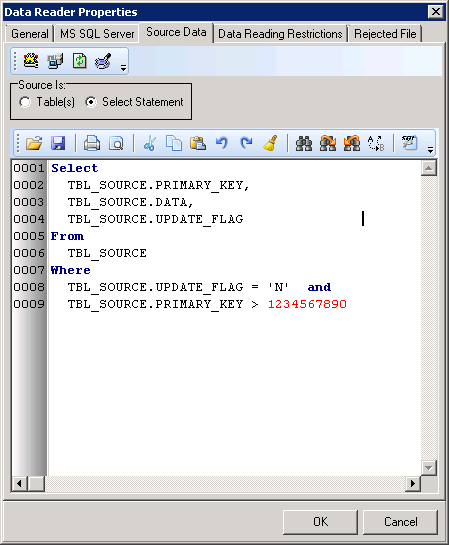 Data Reader Properties
General
MS SQL Server
Source Data
Data Reading Restrictions
Rejected File
Source Is:
Table(s)
Select Statement
0001 Select
0002 TBL_SOURCE.PRIMARY_KEY,
0003 TBL_SOURCE.DATA,
0004 TBL_SOURCE.UPDATE_FLAG
0005 From
0006 TBL_SOURCE
0007 Where
0008 TBL_SOURCE.UPDATE_FLAG = 'N'  and
0009 TBL_SOURCE.PRIMARY_KEY > 1234567890
OK
Cancel